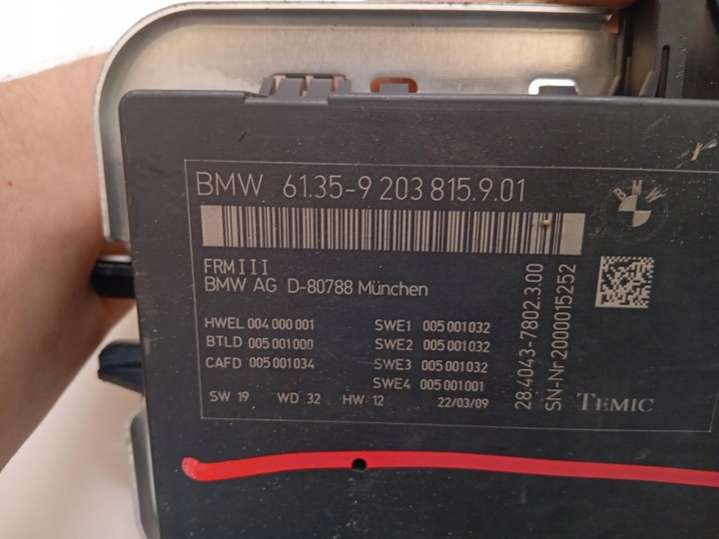 BMW 61.35-9 203 815.9.01
BMW
FRM III
BMW AG D-80788 München
HWEL 004 000 001
BTLD 005 001 000
CAFD 005 001 034
SWE1 005 001 032
SWE2 005 001 032
SWE3 005 001 032
SWE4 005 001 001
SW 19 WD 32 HW 12 22/03/09
28.4043-7802.3.00
SN-Nr2000015252
TEMIC